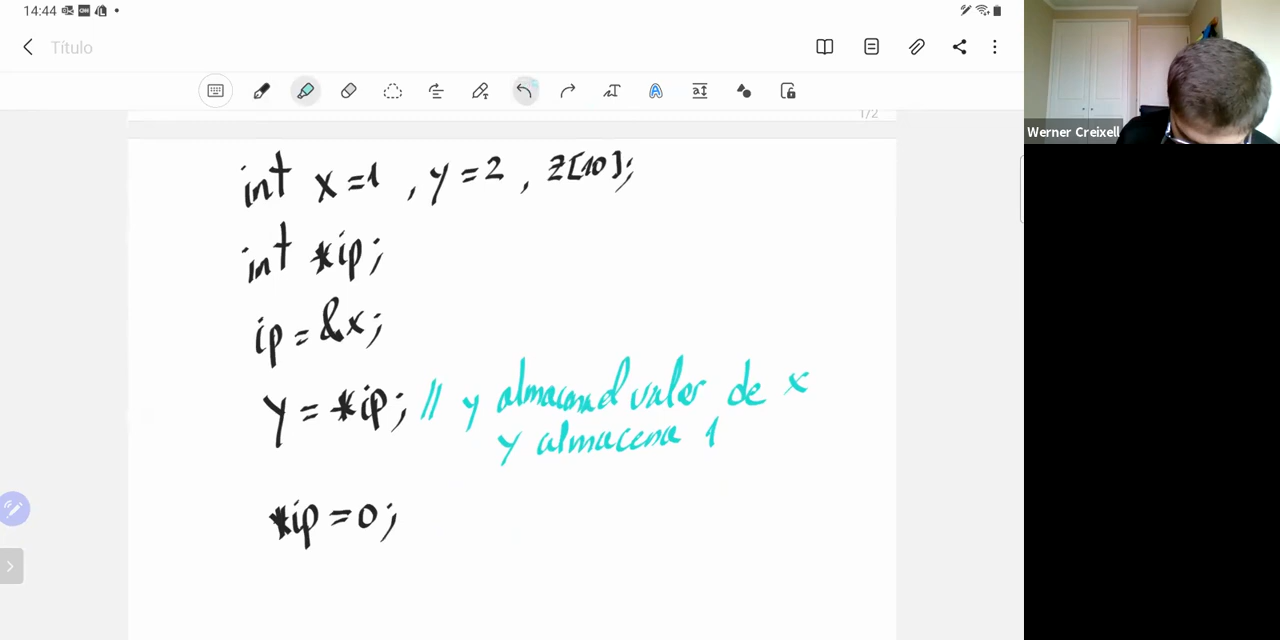 14:44
Título
1/2
Werner Creixell
int x=1, y=2, z[10];
int *ip;
ip=&x;
y=*ip; // y almacena el valor de x
y almacena 1
*ip=0;